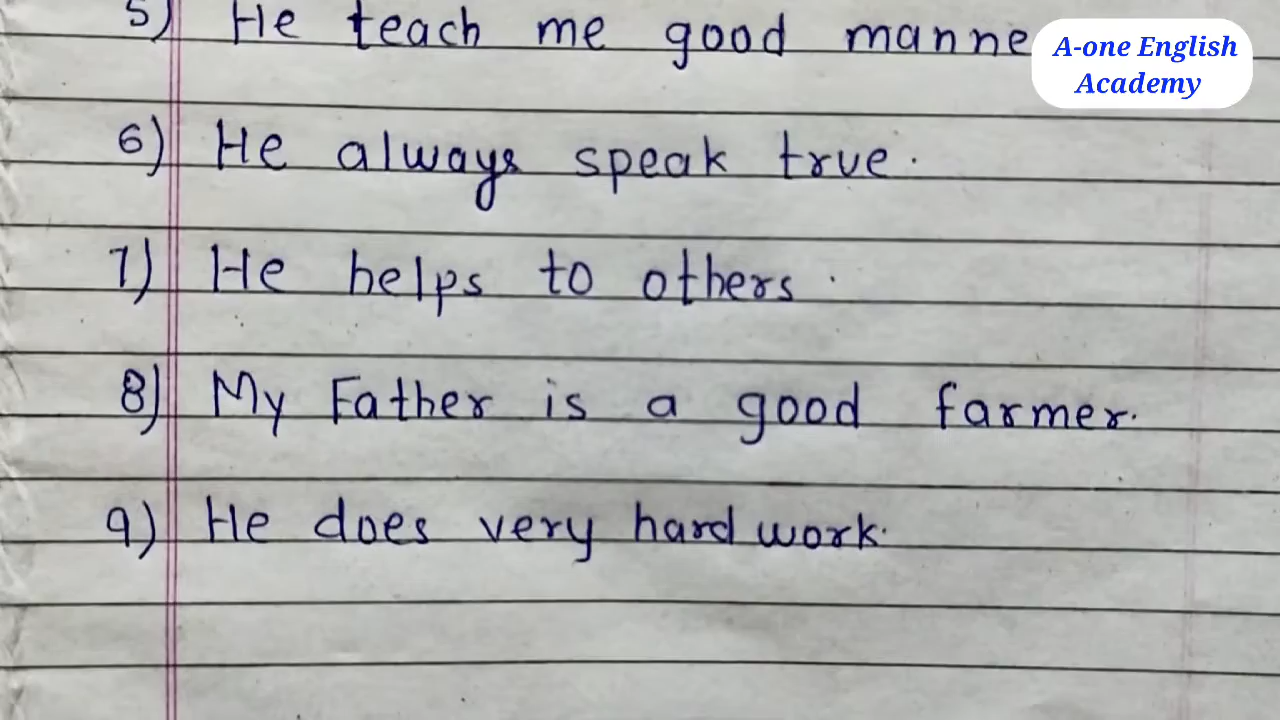 5) He teach me good manne
A-one English
Academy
6) He always speak true.
7) He helps to others.
8) My Father is a good farmer.
9) He does very hard work.